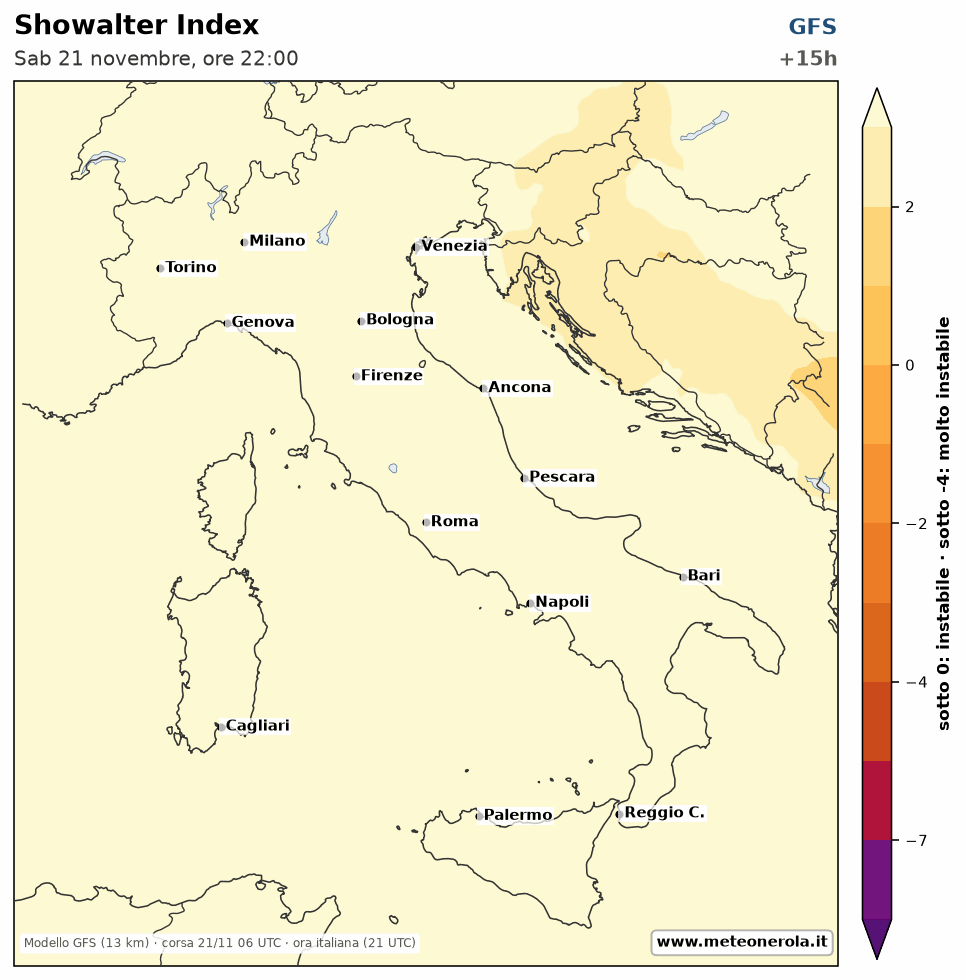 Showalter Index
GFS
Sab 21 novembre, ore 22:00
+15h
Milano
Venezia
Torino
Genova
Bologna
Firenze
Ancona
Pescara
Roma
Bari
Napoli
Cagliari
Palermo
Reggio C.
2
0
−2
−4
−7
sotto 0: instabile · sotto -4: molto instabile
Modello GFS (13 km) · corsa 21/11 06 UTC · ora italiana (21 UTC)
www.meteonerola.it